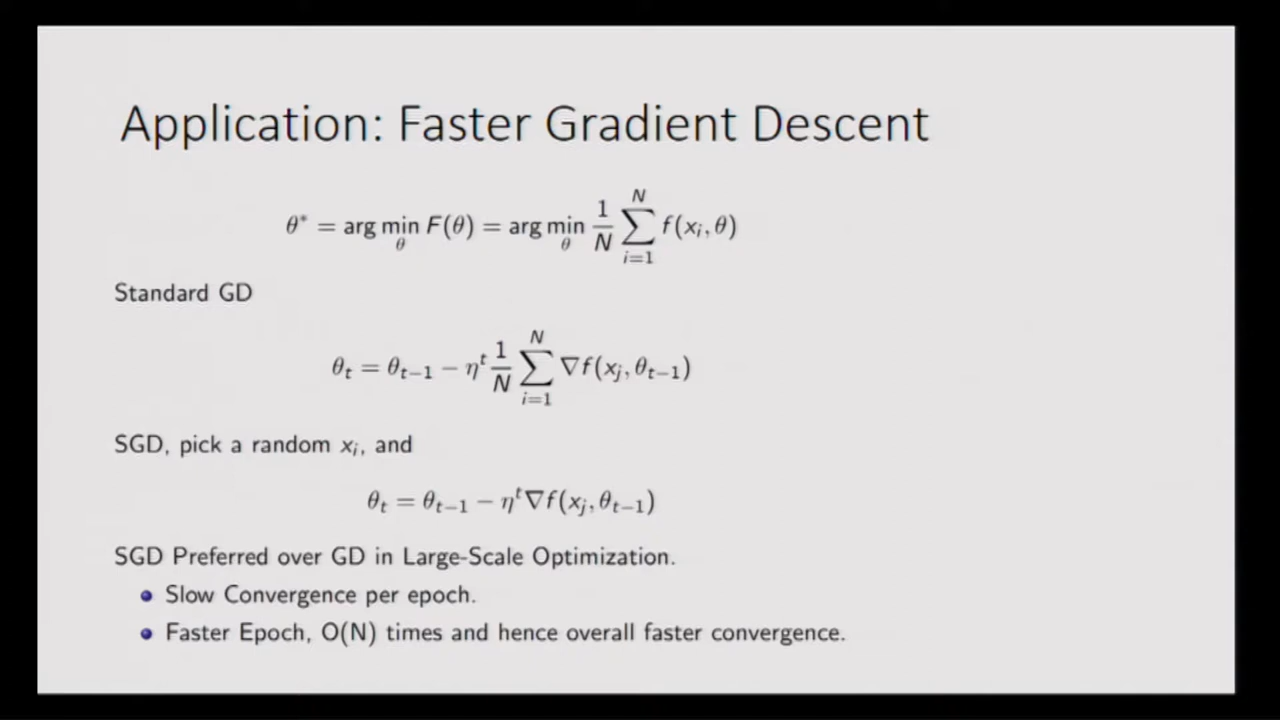 Application: Faster Gradient Descent
θ* = arg min_θ F(θ) = arg min_θ 1/N ∑_{i=1}^{N} f(x_i, θ)
Standard GD
θ_t = θ_{t−1} − η^t 1/N ∑_{i=1}^{N} ∇f(x_j, θ_{t−1})
SGD, pick a random x_i, and
θ_t = θ_{t−1} − η^t ∇f(x_j, θ_{t−1})
SGD Preferred over GD in Large-Scale Optimization.
• Slow Convergence per epoch.
• Faster Epoch, O(N) times and hence overall faster convergence.